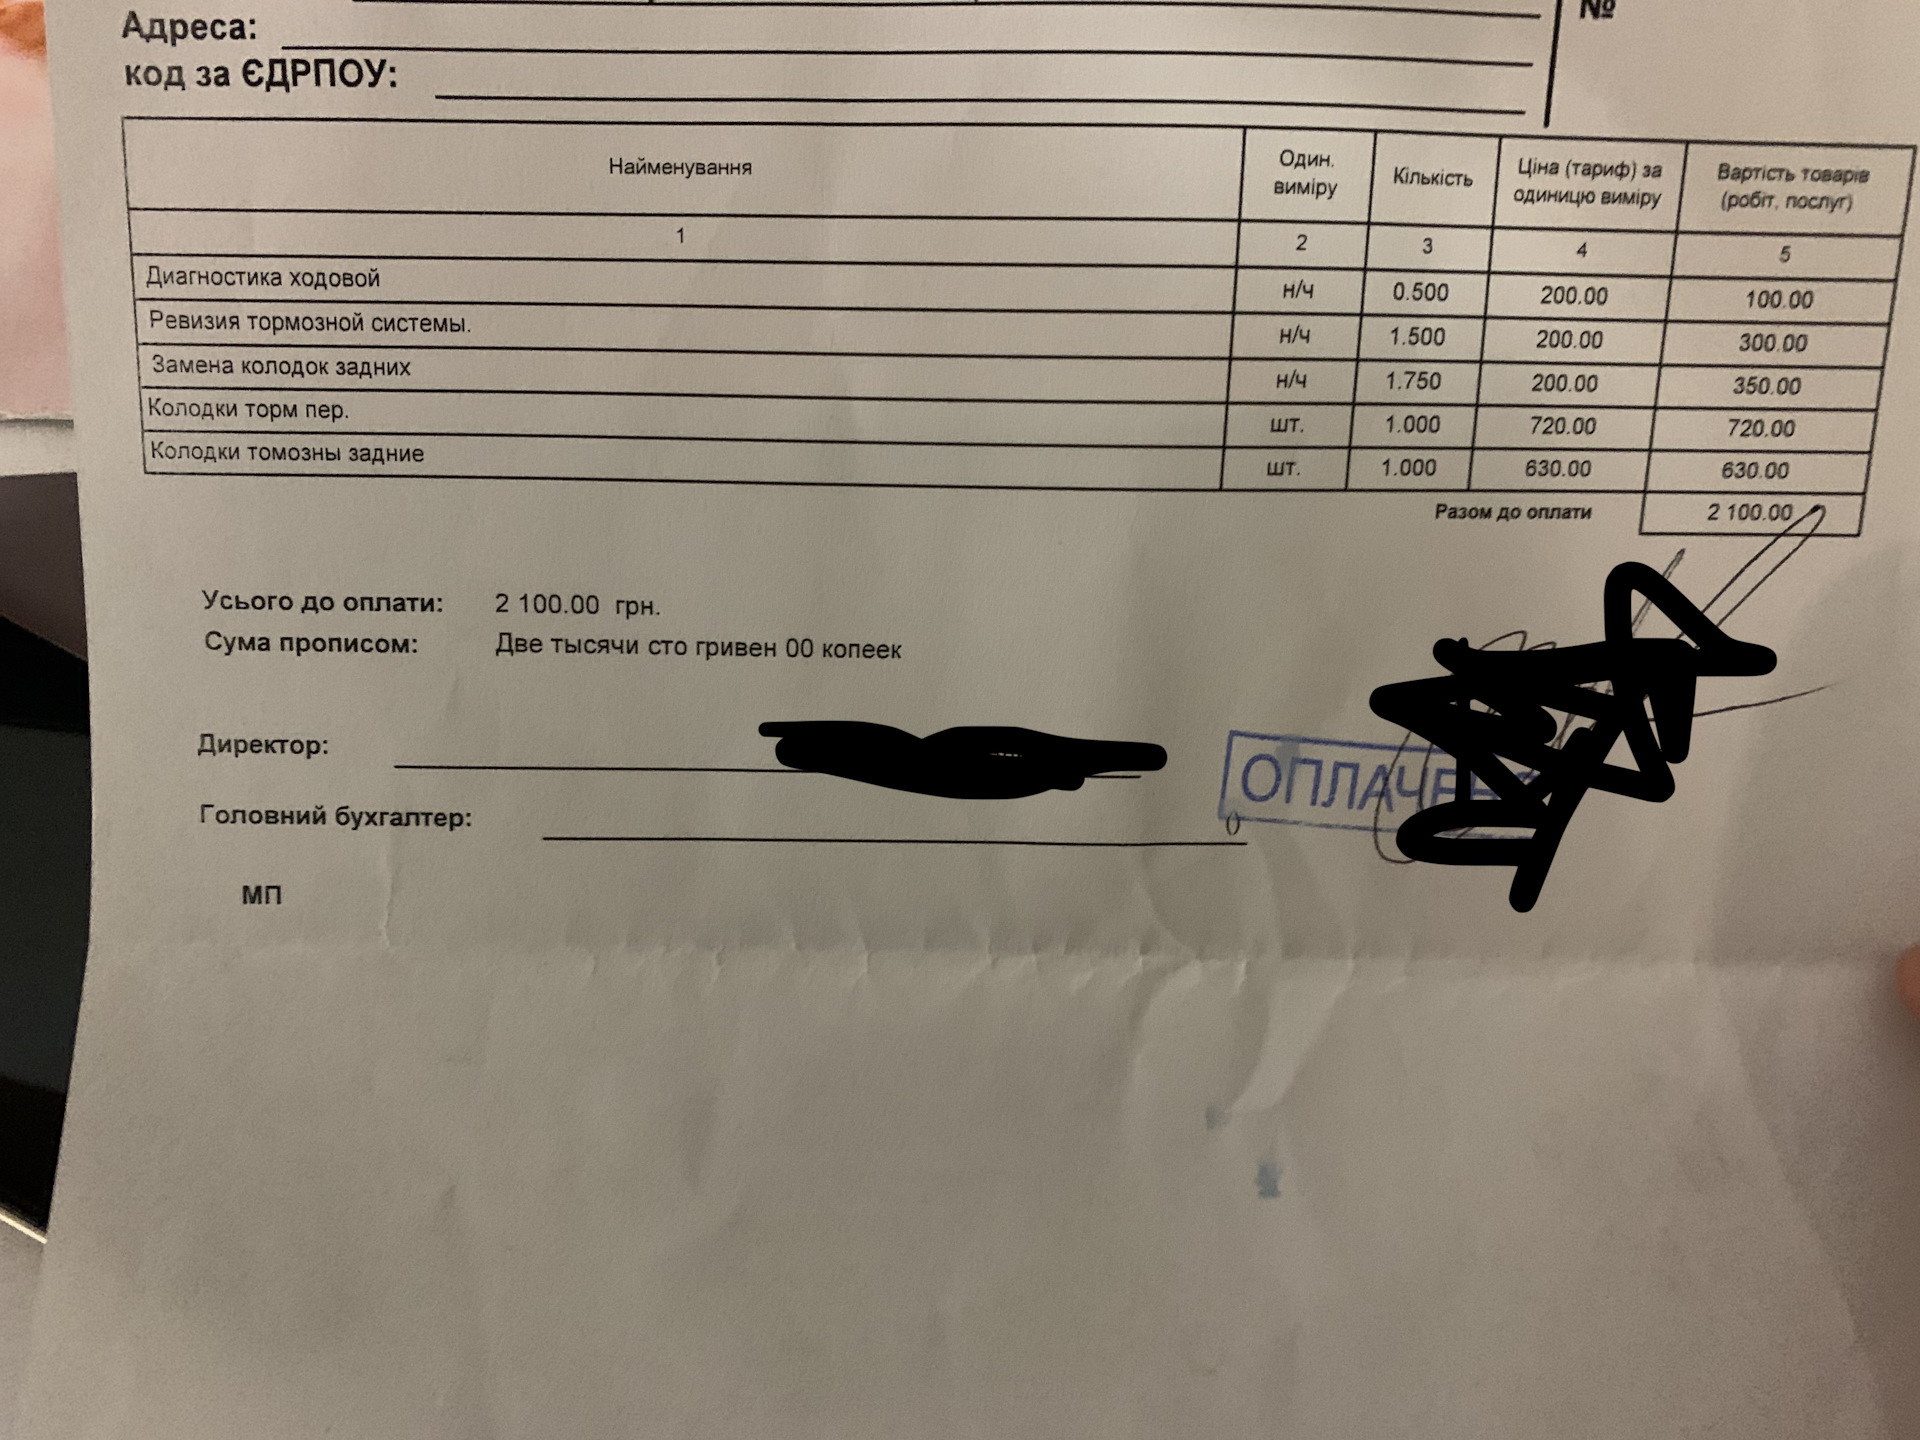 №
Адреса:
код за ЄДРПОУ:
Найменування Один. виміру Кількість Ціна (тариф) за одиницю виміру Вартість товарів (робіт, послуг)
1 2 3 4 5
Диагностика ходовой н/ч 0.500 200.00 100.00
Ревизия тормозной системы. н/ч 1.500 200.00 300.00
Замена колодок задних н/ч 1.750 200.00 350.00
Колодки торм пер. шт. 1.000 720.00 720.00
Колодки томозны задние шт. 1.000 630.00 630.00
Разом до оплати 2 100.00
Усього до оплати: 2 100.00 грн.
Сума прописом: Две тысячи сто гривен 00 копеек
Директор:
Головний бухгалтер: 0
МП